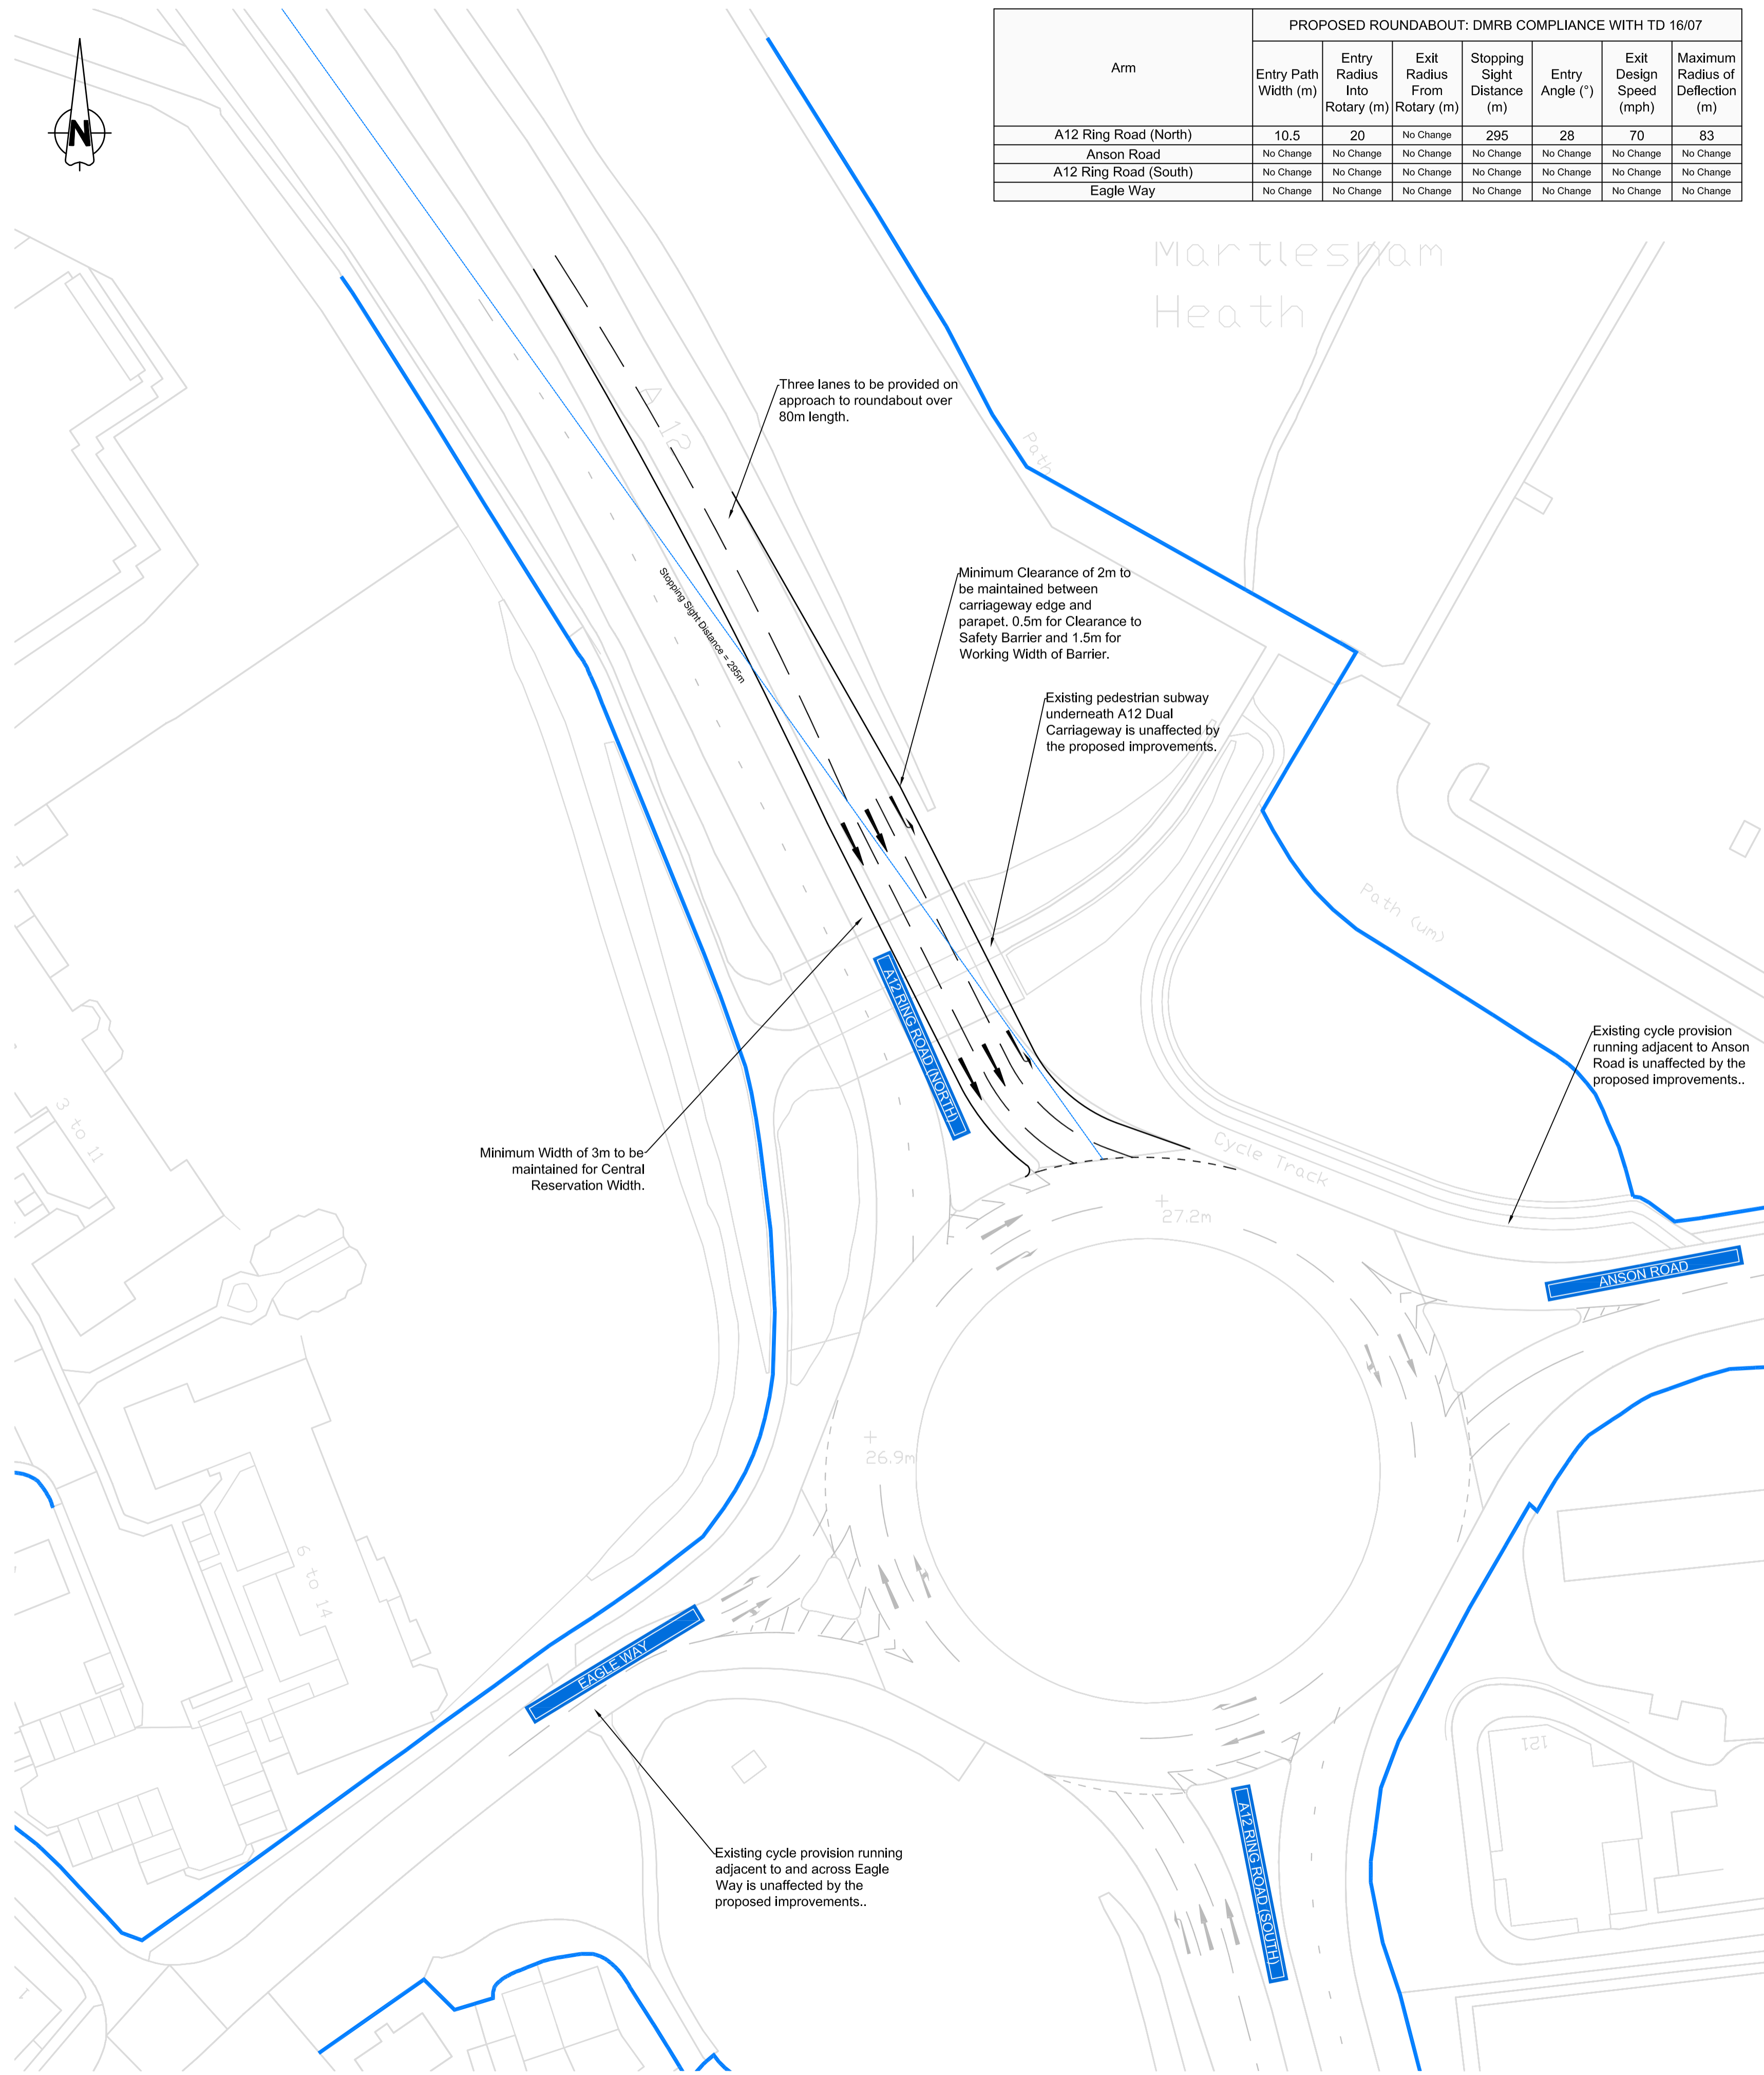 PROPOSED ROUNDABOUT: DMRB COMPLIANCE WITH TD 16/07
Arm
Entry Path
Width (m)
Entry
Radius
Into
Rotary (m)
Exit
Radius
From
Rotary (m)
Stopping
Sight
Distance
(m)
Entry
Angle (°)
Exit
Design
Speed
(mph)
Maximum
Radius of
Deflection
(m)
A12 Ring Road (North) 10.5 20 No Change 295 28 70 83
Anson Road No Change No Change No Change No Change No Change No Change No Change
A12 Ring Road (South) No Change No Change No Change No Change No Change No Change No Change
Eagle Way No Change No Change No Change No Change No Change No Change No Change
N
Martlesham
Heath
A 12
Three lanes to be provided on
approach to roundabout over
80m length.
Path
Stopping Sight Distance = 295m
Minimum Clearance of 2m to
be maintained between
carriageway edge and
parapet. 0.5m for Clearance to
Safety Barrier and 1.5m for
Working Width of Barrier.
Existing pedestrian subway
underneath A12 Dual
Carriageway is unaffected by
the proposed improvements.
Path (um)
A12 RING ROAD (NORTH)
Existing cycle provision
running adjacent to Anson
Road is unaffected by the
proposed improvements..
3 to 11
Minimum Width of 3m to be
maintained for Central
Reservation Width.
Cycle Track
27.2m
ANSON ROAD
26.9m
6 to 14
EAGLE WAY
121
A12 RING ROAD (SOUTH)
Existing cycle provision running
adjacent to and across Eagle
Way is unaffected by the
proposed improvements..
1